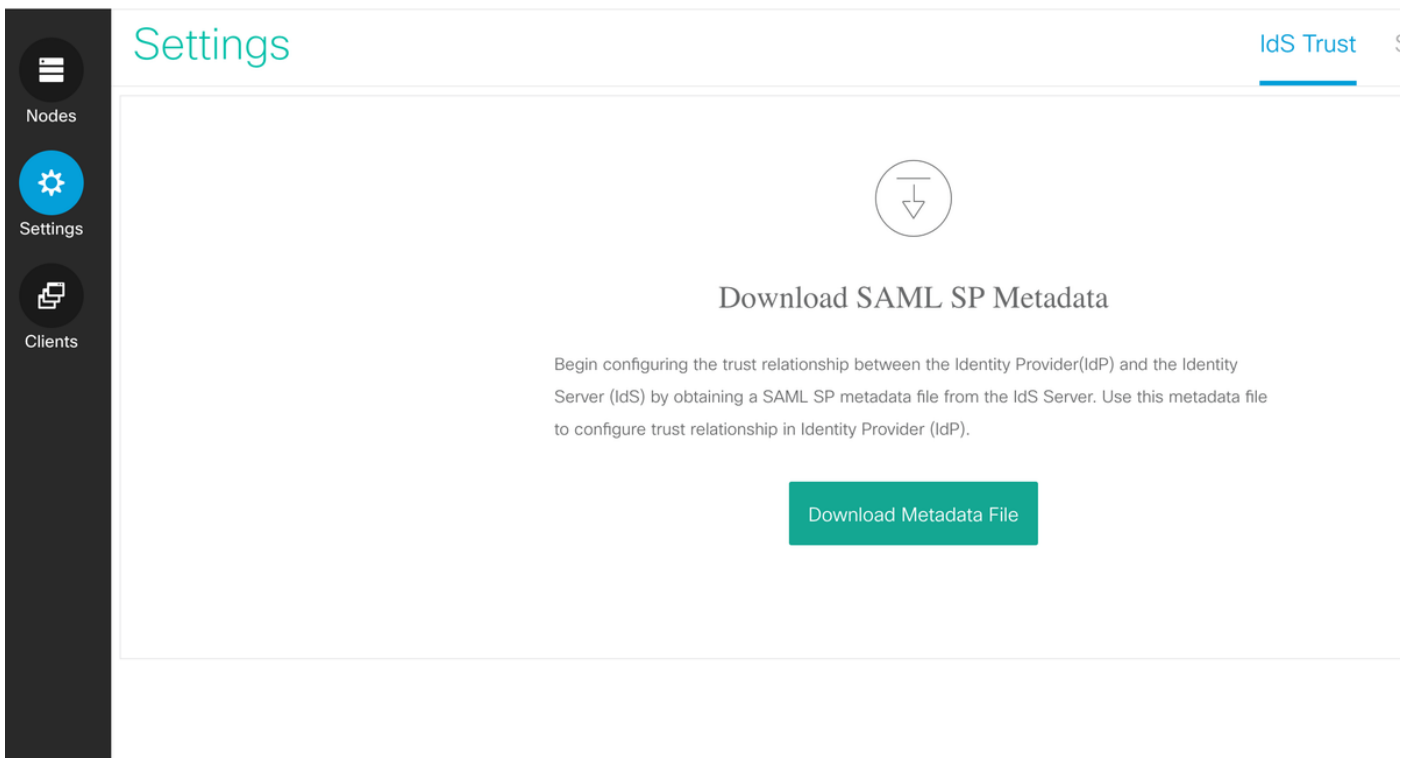 Settings
IdS Trust
Nodes
Settings
Clients
Download SAML SP Metadata
Begin configuring the trust relationship between the Identity Provider(IdP) and the Identity
Server (IdS) by obtaining a SAML SP metadata file from the IdS Server. Use this metadata file
to configure trust relationship in Identity Provider (IdP).
Download Metadata File